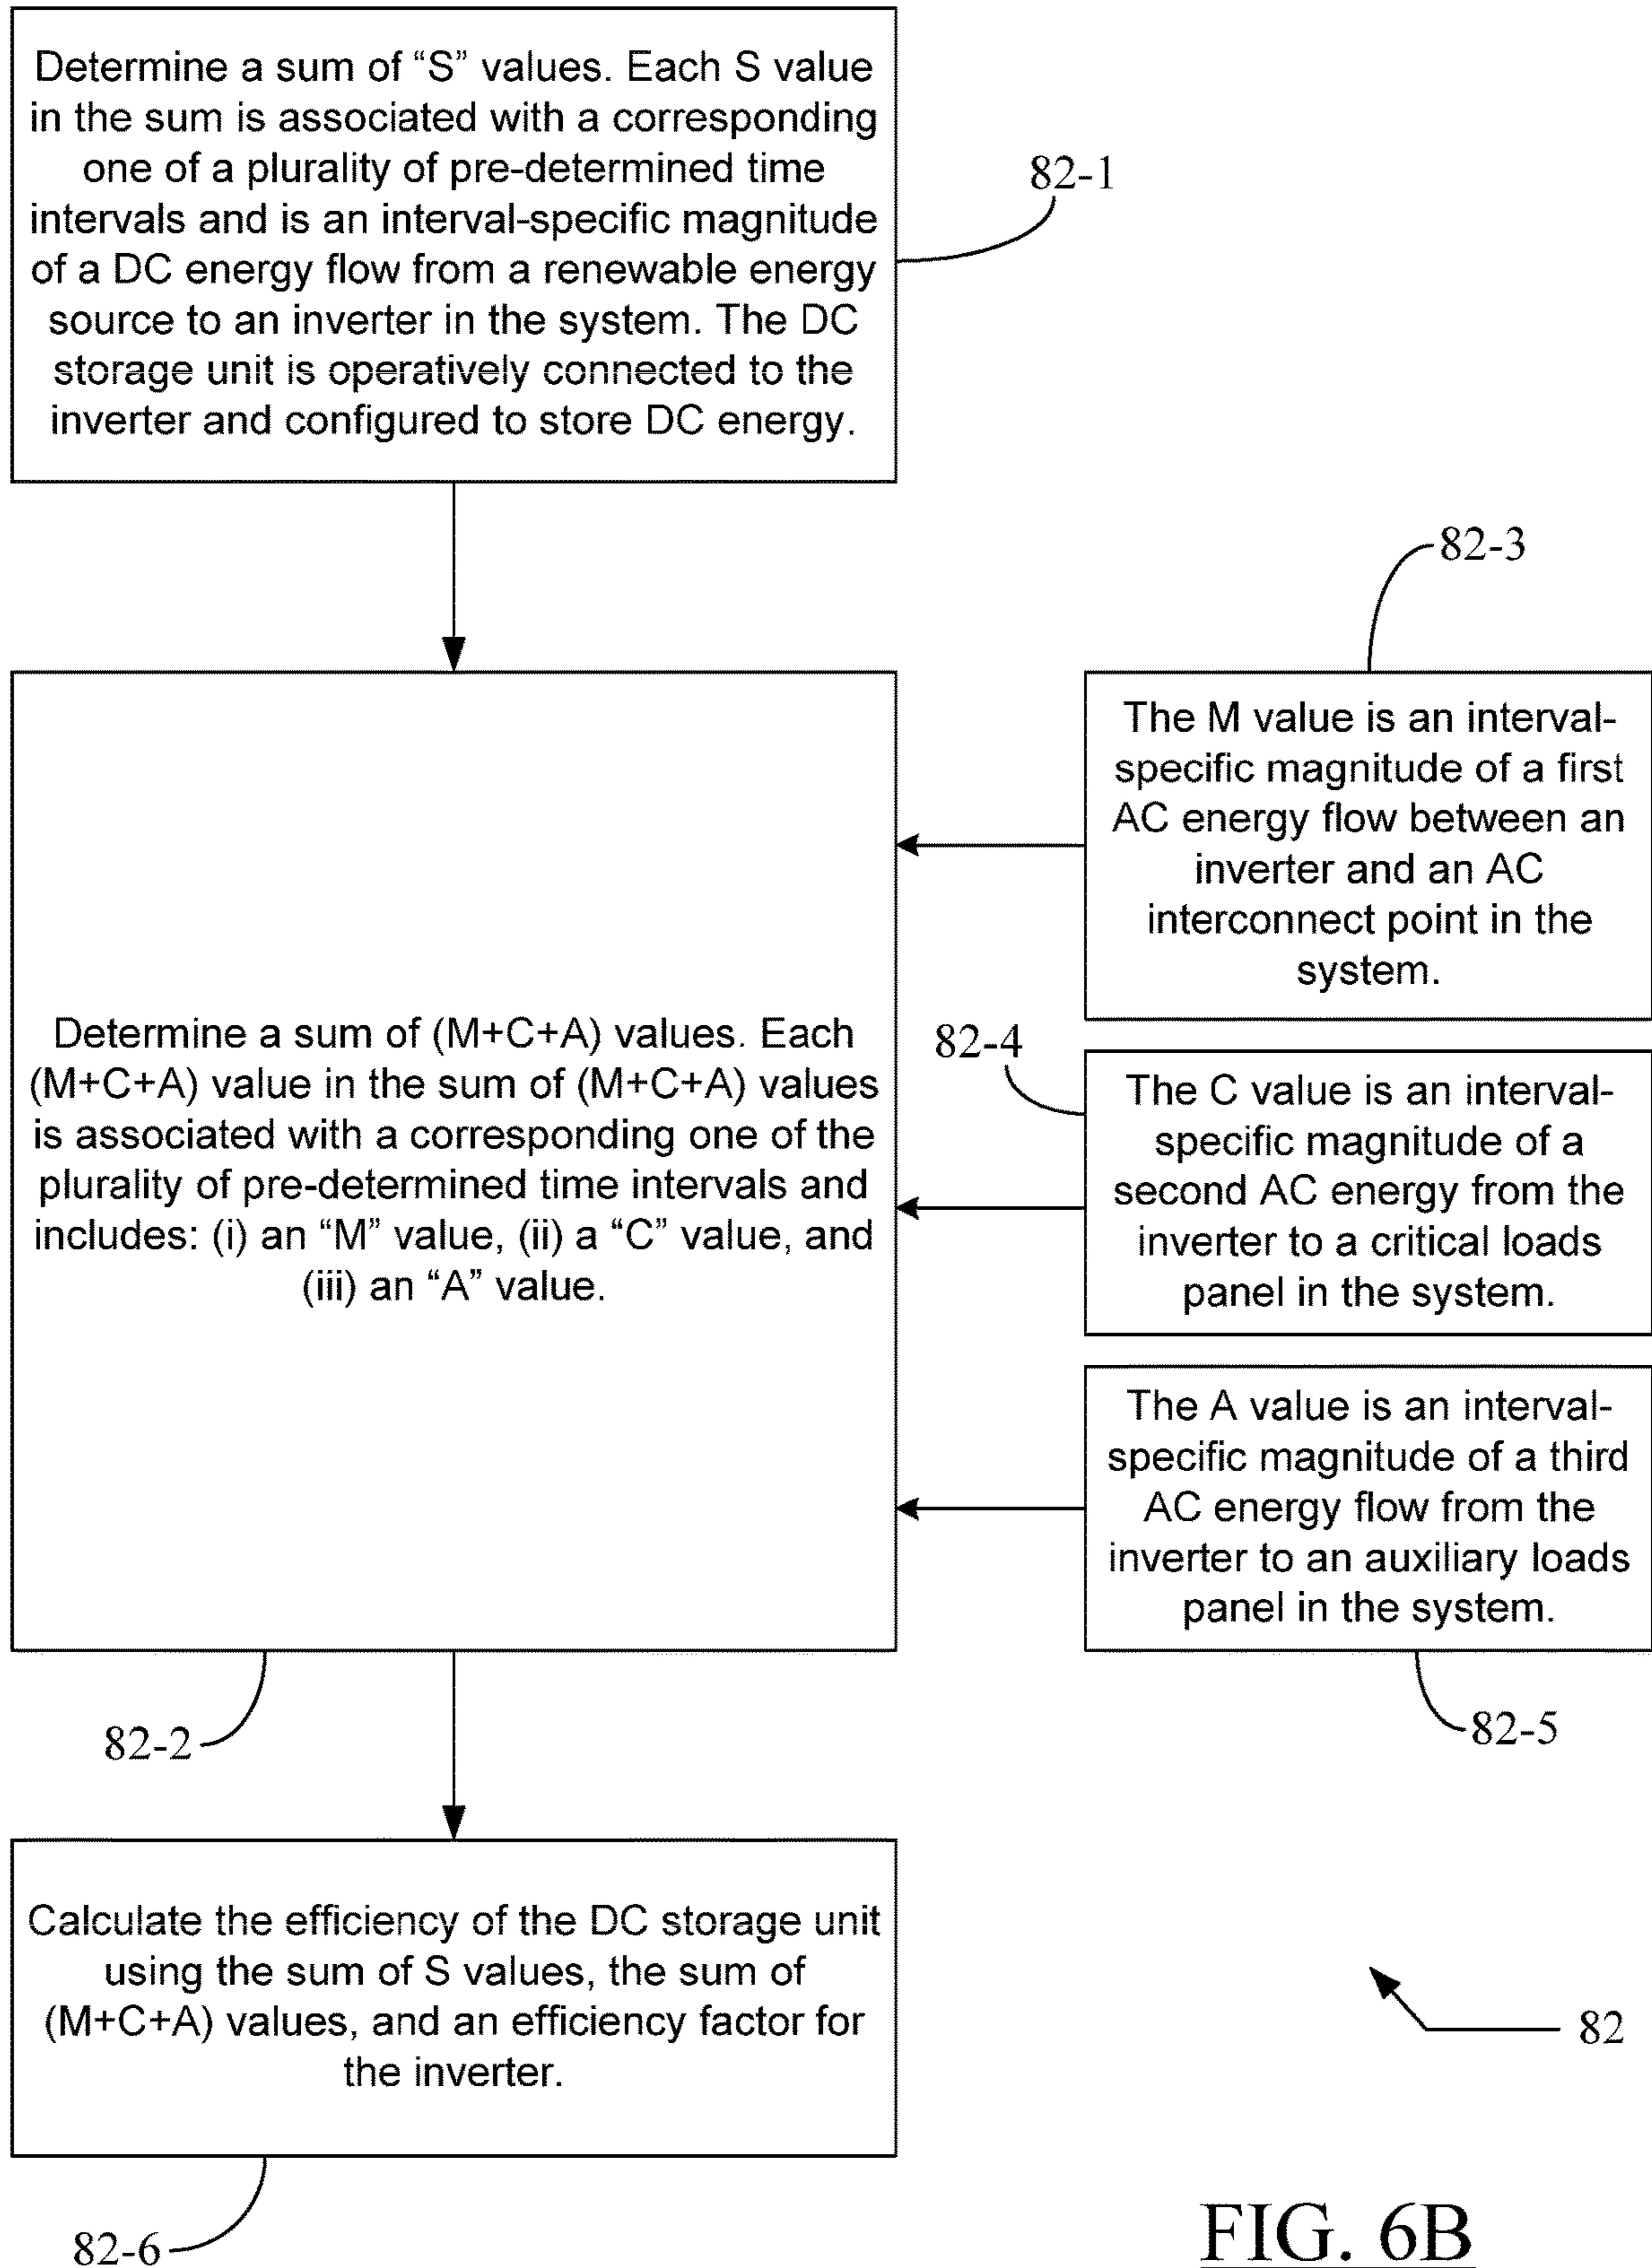 Determine a sum of “S” values. Each S value
in the sum is associated with a corresponding
one of a plurality of pre-determined time
intervals and is an interval-specific magnitude
of a DC energy flow from a renewable energy
source to an inverter in the system. The DC
storage unit is operatively connected to the
inverter and configured to store DC energy.
82-1
82-3
The M value is an interval-
specific magnitude of a first
AC energy flow between an
inverter and an AC
interconnect point in the
system.
Determine a sum of (M+C+A) values. Each
(M+C+A) value in the sum of (M+C+A) values
is associated with a corresponding one of the
plurality of pre-determined time intervals and
includes: (i) an “M” value, (ii) a “C” value, and
(iii) an “A” value.
82-4
The C value is an interval-
specific magnitude of a
second AC energy from the
inverter to a critical loads
panel in the system.
The A value is an interval-
specific magnitude of a third
AC energy flow from the
inverter to an auxiliary loads
panel in the system.
82-2
82-5
Calculate the efficiency of the DC storage unit
using the sum of S values, the sum of
(M+C+A) values, and an efficiency factor for
the inverter.
82
82-6
FIG. 6B